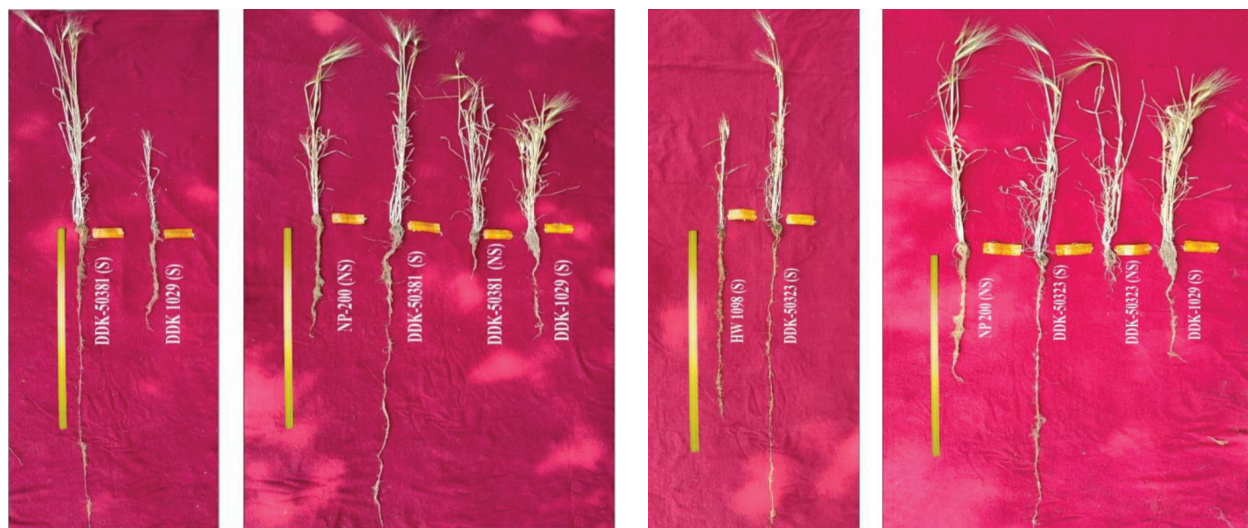 DDK-50381 (S)
DDK 1029 (S)
NP-200 (NS)
DDK-50381 (S)
DDK-50381 (NS)
DDK-1029 (S)
HW 1098 (S)
DDK-50323 (S)
NP 200 (NS)
DDK-50323 (S)
DDK-50323 (NS)
DDK-1029 (S)